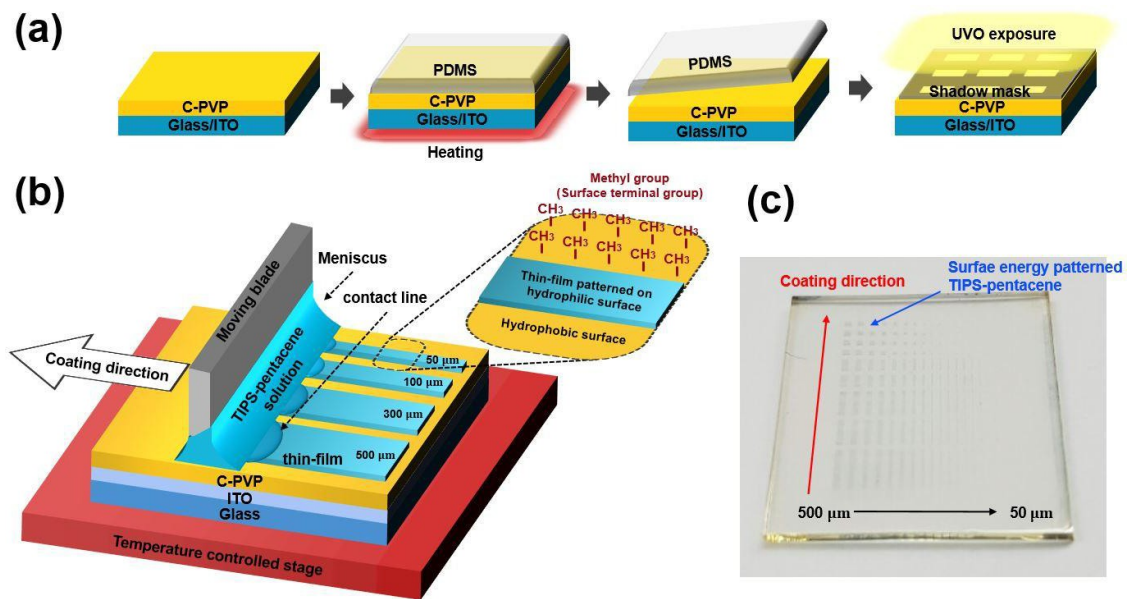 (a)
C-PVP
Glass/ITO
PDMS
C-PVP
Glass/ITO
Heating
PDMS
C-PVP
Glass/ITO
UVO exposure
Shadow mask
C-PVP
Glass/ITO
(b)
Moving blade
Meniscus
contact line
Coating direction
TIPS-pentacene
solution
50 μm
100 μm
300 μm
500 μm
thin-film
C-PVP
ITO
Glass
Temperature controlled stage
Methyl group
(Surface terminal group)
CH3 CH3 CH3 CH3 CH3
CH3 CH3 CH3 CH3 CH3
Thin-film patterned on
hydrophilic surface
Hydrophobic surface
(c)
Coating direction
Surfae energy patterned
TIPS-pentacene
500 μm
50 μm